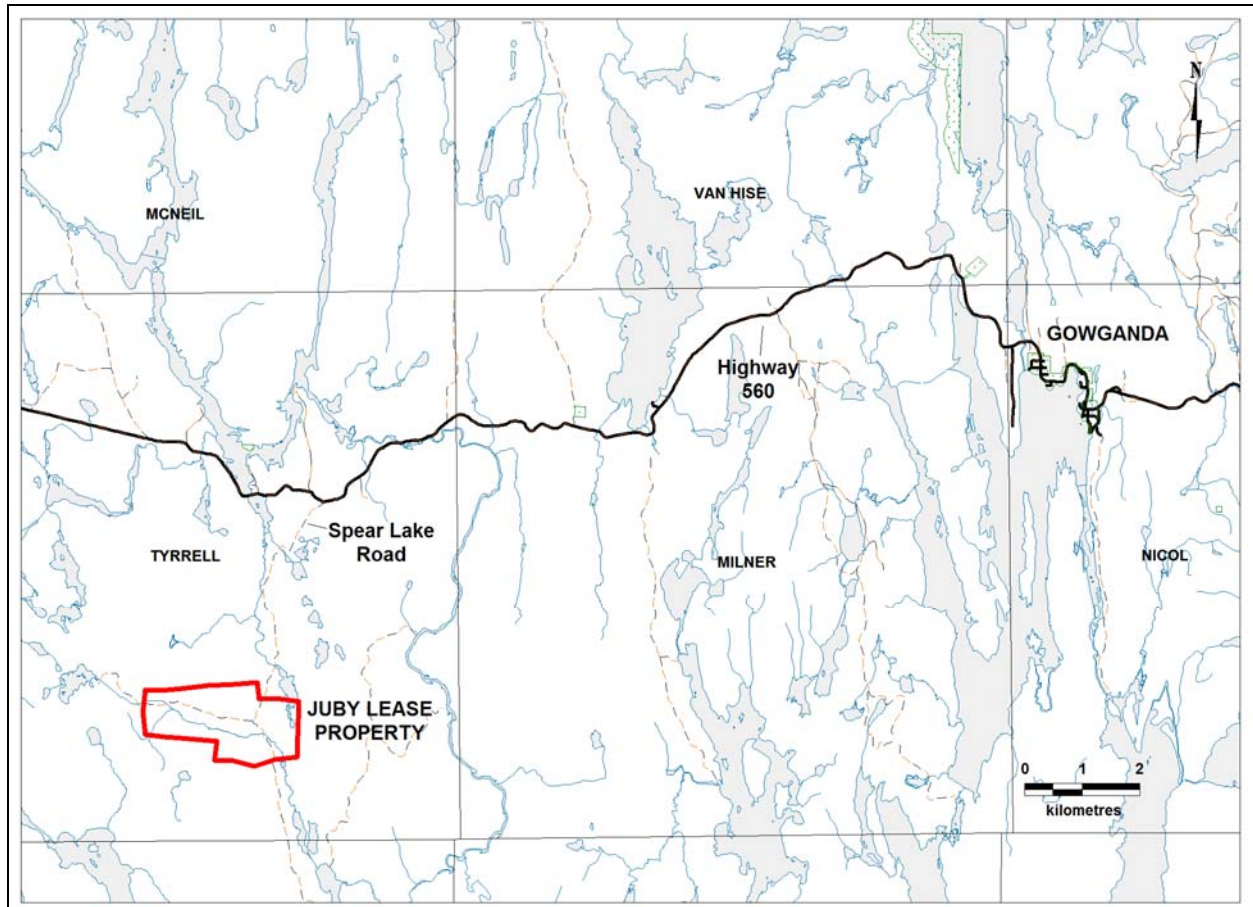 N
MCNEIL
VAN HISE
GOWGANDA
Highway
560
Spear Lake
Road
TYRRELL
MILNER
NICOL
JUBY LEASE
PROPERTY
0 1 2
kilometres